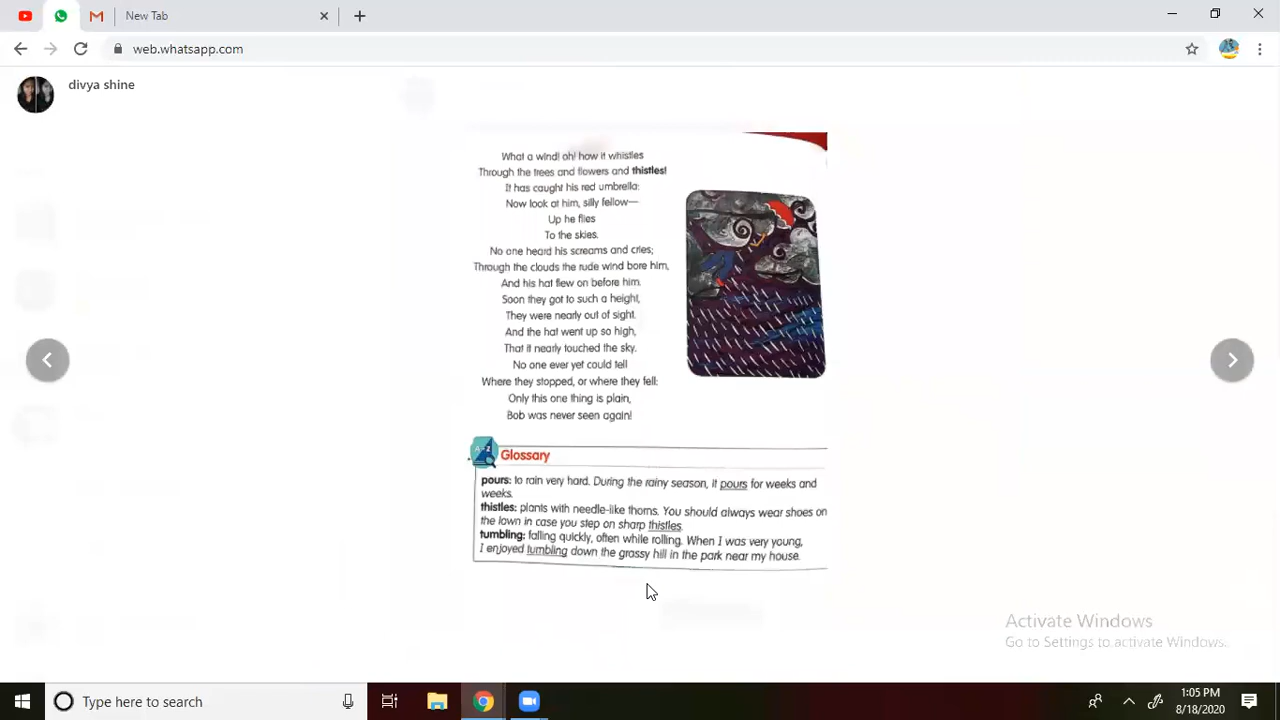 New Tab
web.whatsapp.com
divya shine
What a wind! oh! how it whistles
Through the trees and flowers and thistles!
It has caught his red umbrella:
Now look at him, silly fellow—
Up he flies
To the skies.
No one heard his screams and cries;
Through the clouds the rude wind bore him,
And his hat flew on before him.
Soon they got to such a height,
They were nearly out of sight.
And the hat went up so high,
That it nearly touched the sky.
No one ever yet could tell
Where they stopped, or where they fell:
Only this one thing is plain,
Bob was never seen again!
A-Z
Glossary
pours: to rain very hard. During the rainy season, it pours for weeks and
weeks.
thistles: plants with needle-like thorns. You should always wear shoes on
the lawn in case you step on sharp thistles.
tumbling: falling quickly, often while rolling. When I was very young,
I enjoyed tumbling down the grassy hill in the park near my house.
Activate Windows
Go to Settings to activate Windows.
Type here to search
1:05 PM
8/18/2020